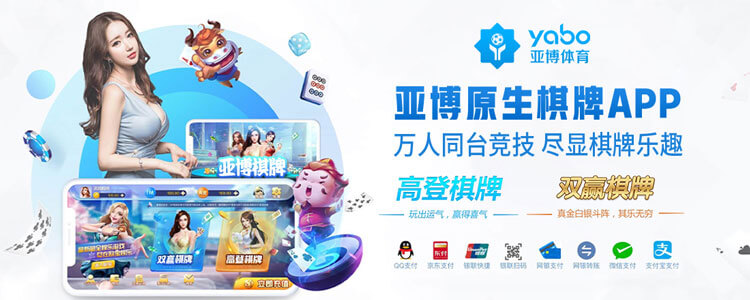 yabo
亚博体育
亚博原生棋牌APP
万人同台竞技 尽显棋牌乐趣
高登棋牌
双赢棋牌
玩出运气，赢得喜气
真金白银斗阵，其乐无穷
QQ支付
京东支付
银联快捷
银联扫码
网银支付
网银转账
微信支付
支付宝支付
亚博棋牌
双赢棋牌
高登棋牌
立即充值